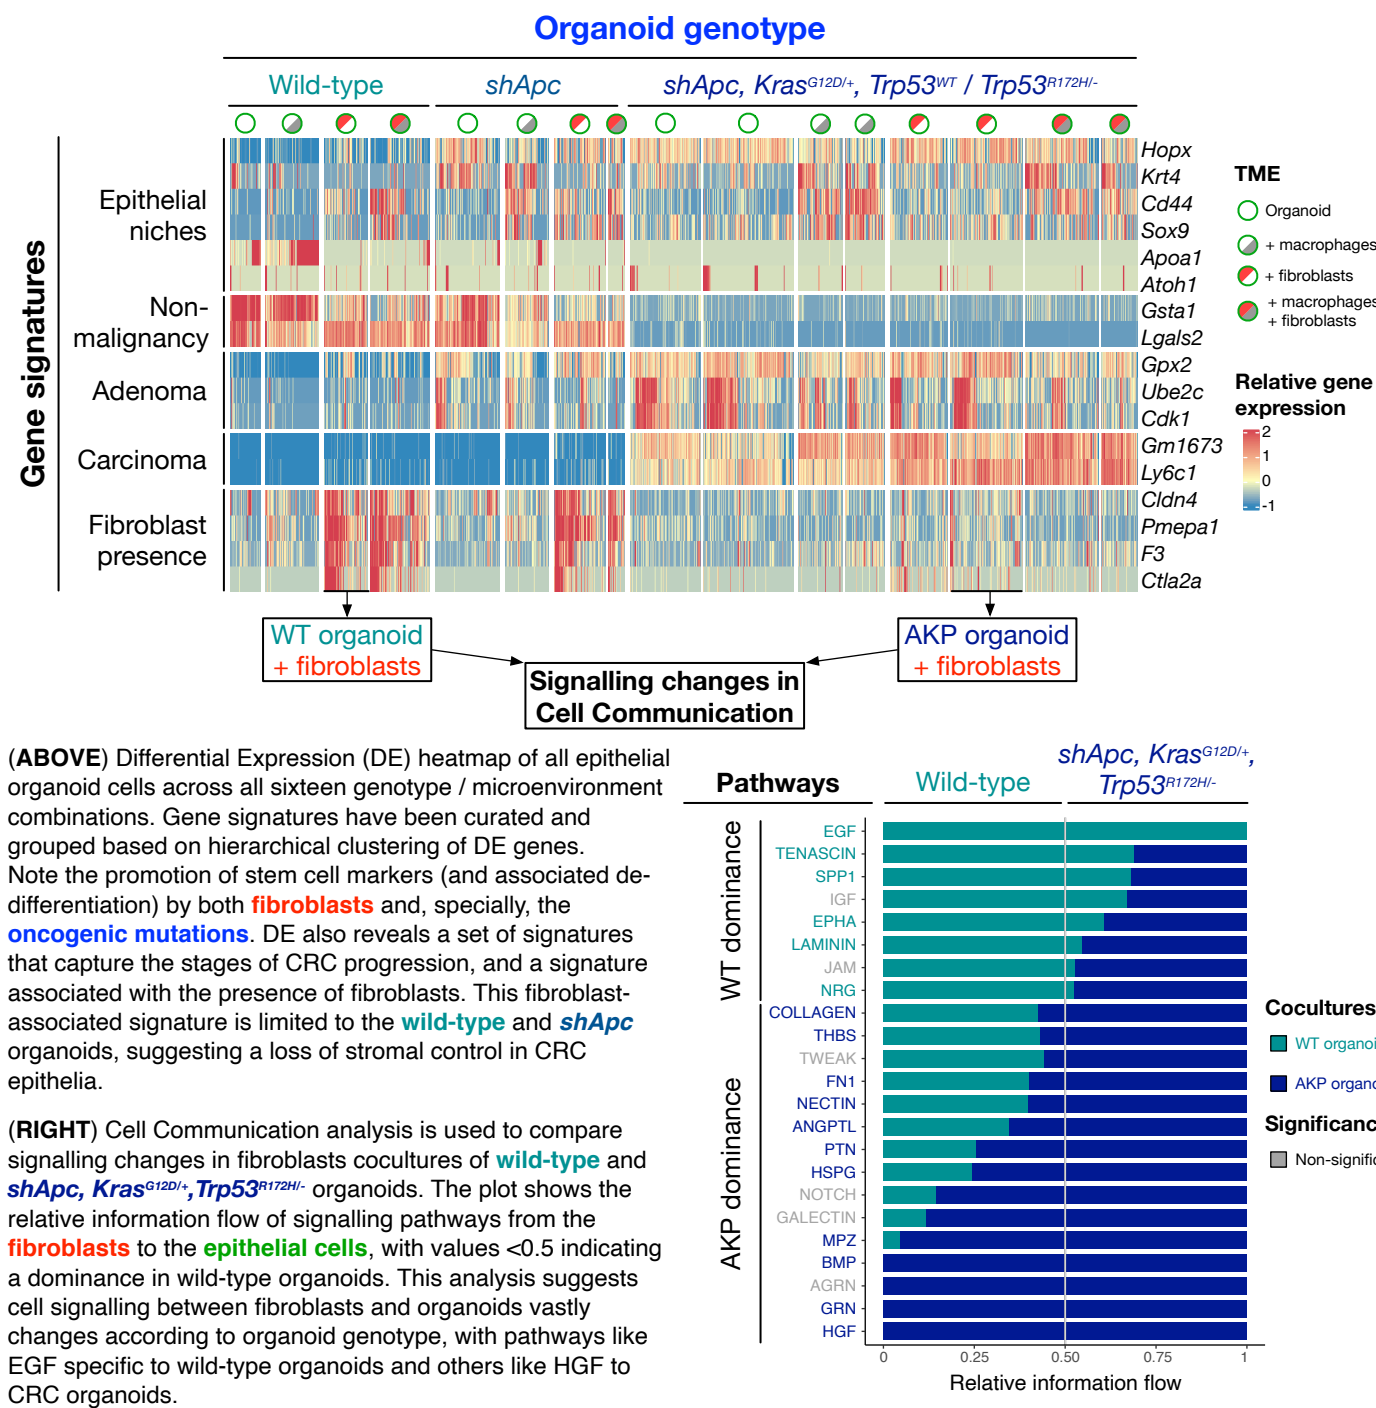 Organoid genotype
Wild-type
shApc
shApc, KrasG12D/+, Trp53WT / Trp53R172H/-
Gene signatures
Epithelial
niches
Non-
malignancy
Adenoma
Carcinoma
Fibroblast
presence
Hopx
Krt4
Cd44
Sox9
Apoa1
Atoh1
Gsta1
Lgals2
Gpx2
Ube2c
Cdk1
Gm1673
Ly6c1
Cldn4
Pmepa1
F3
Ctla2a
TME
Organoid
+ macrophages
+ fibroblasts
+ macrophages
+ fibroblasts
Relative gene
expression
2
1
0
-1
WT organoid
+ fibroblasts
AKP organoid
+ fibroblasts
Signalling changes in
Cell Communication
(ABOVE) Differential Expression (DE) heatmap of all epithelial
organoid cells across all sixteen genotype / microenvironment
combinations. Gene signatures have been curated and
grouped based on hierarchical clustering of DE genes.
Note the promotion of stem cell markers (and associated de-
differentiation) by both fibroblasts and, specially, the
oncogenic mutations. DE also reveals a set of signatures
that capture the stages of CRC progression, and a signature
associated with the presence of fibroblasts. This fibroblast-
associated signature is limited to the wild-type and shApc
organoids, suggesting a loss of stromal control in CRC
epithelia.
(RIGHT) Cell Communication analysis is used to compare
signalling changes in fibroblasts cocultures of wild-type and
shApc, KrasG12D/+,Trp53R172H/- organoids. The plot shows the
relative information flow of signalling pathways from the
fibroblasts to the epithelial cells, with values <0.5 indicating
a dominance in wild-type organoids. This analysis suggests
cell signalling between fibroblasts and organoids vastly
changes according to organoid genotype, with pathways like
EGF specific to wild-type organoids and others like HGF to
CRC organoids.
Pathways
Wild-type
shApc, KrasG12D/+,
Trp53R172H/-
WT dominance
EGF
TENASCIN
SPP1
IGF
EPHA
LAMININ
JAM
NRG
AKP dominance
COLLAGEN
THBS
TWEAK
FN1
NECTIN
ANGPTL
PTN
HSPG
NOTCH
GALECTIN
MPZ
BMP
AGRN
GRN
HGF
0
0.25
0.50
0.75
1
Relative information flow
Cocultures
WT organoi
AKP organo
Significanc
Non-signific